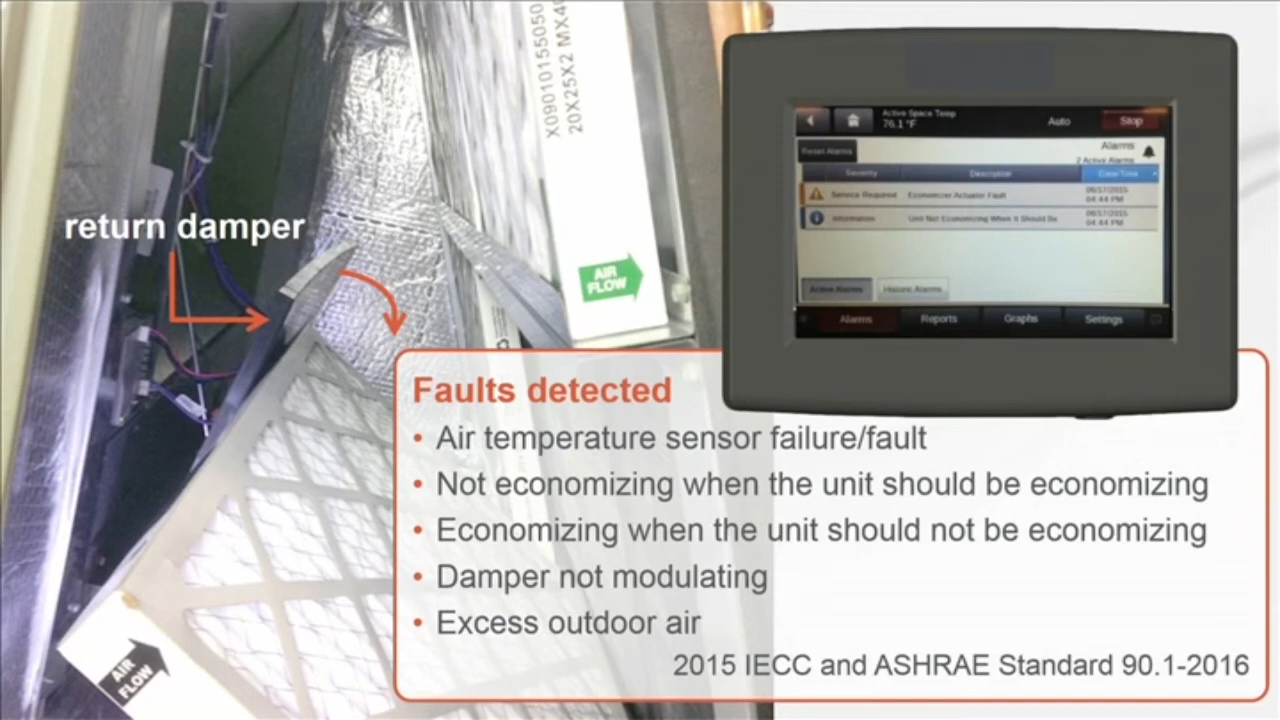 X09010155050
20X25X2 MX40
return damper
AIR
FLOW
AIR
FLOW
Active Space Temp
76.1 °F
Auto
Stop
Reset Alarms
Alarms
2 Active Alarms
Severity
Description
Date/Time
Service Required
Economizer Actuator Fault
06/17/2015
04:44 PM
Information
Unit Not Economizing When It Should Be
06/17/2015
04:44 PM
Active Alarms
Historic Alarms
Alarms
Reports
Graphs
Settings
Faults detected
• Air temperature sensor failure/fault
• Not economizing when the unit should be economizing
• Economizing when the unit should not be economizing
• Damper not modulating
• Excess outdoor air
2015 IECC and ASHRAE Standard 90.1-2016